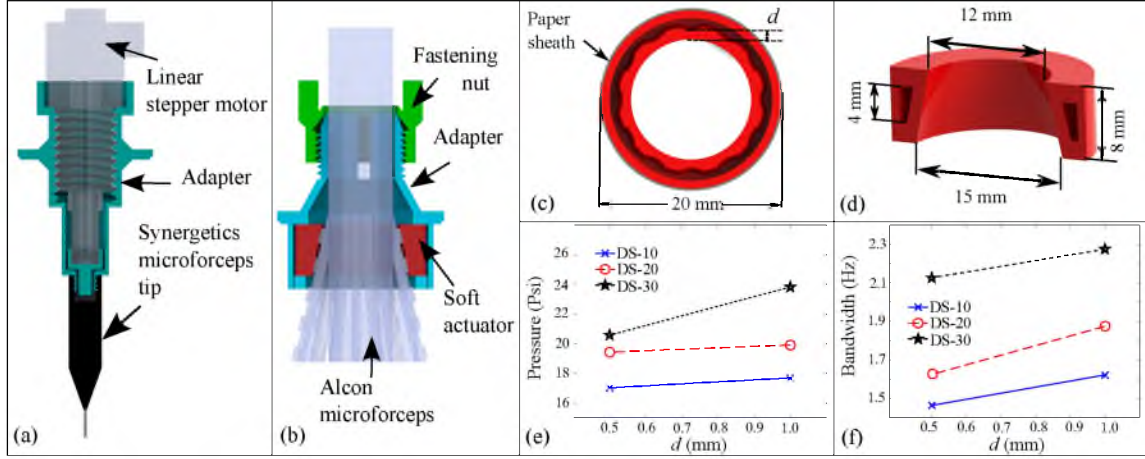 Linear
stepper motor
Adapter
Synergetics
microforceps
tip
(a)
Fastening
nut
Adapter
Soft
actuator
Alcon
microforceps
(b)
Paper
sheath
d
20 mm
(c)
12 mm
4 mm
8 mm
15 mm
(d)
Pressure (Psi)
26
24
22
20
18
16
DS-10
DS-20
DS-30
0.5 0.6 0.7 0.8 0.9 1.0
d (mm)
(e)
Bandwidth (Hz)
2.3
2.1
1.9
1.7
1.5
DS-10
DS-20
DS-30
0.5 0.6 0.7 0.8 0.9 1.0
d (mm)
(f)